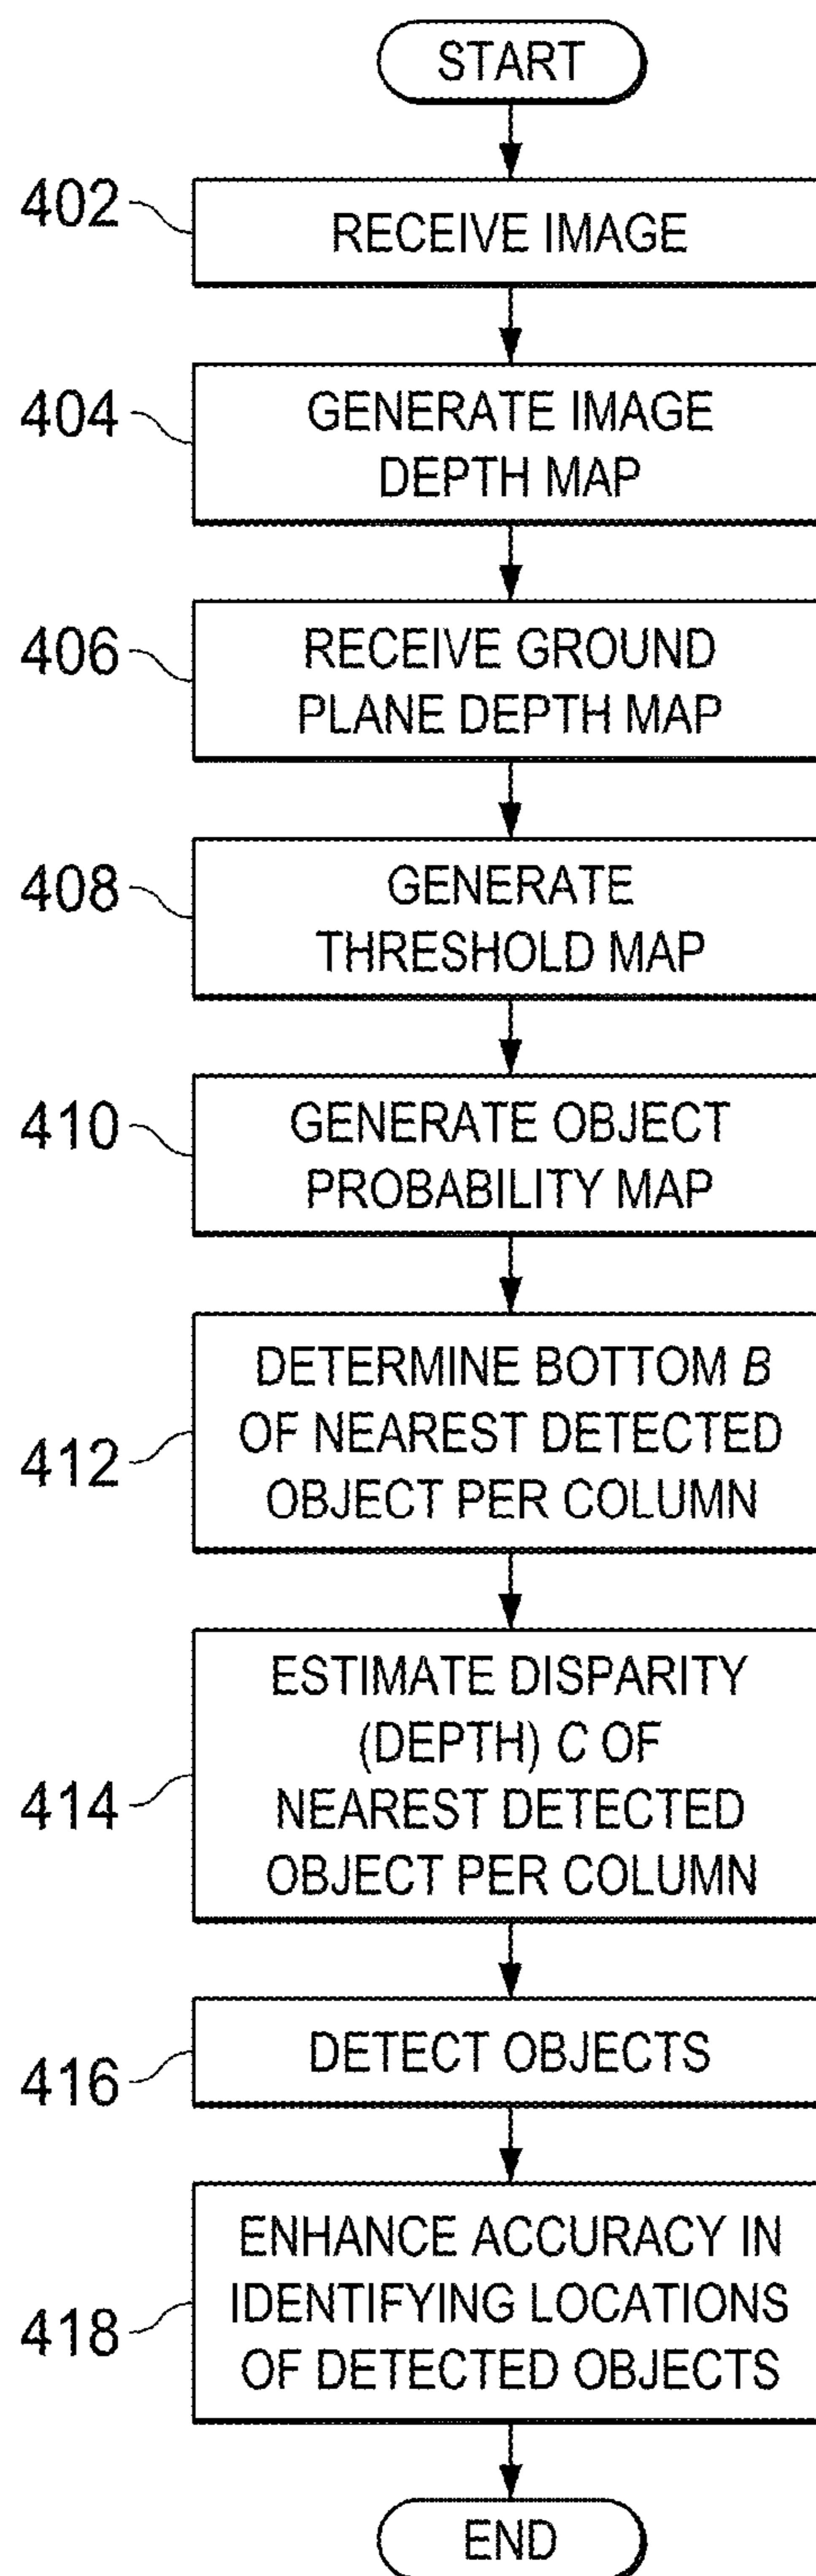 START
402
RECEIVE IMAGE
404
GENERATE IMAGE
DEPTH MAP
406
RECEIVE GROUND
PLANE DEPTH MAP
408
GENERATE
THRESHOLD MAP
410
GENERATE OBJECT
PROBABILITY MAP
412
DETERMINE BOTTOM B
OF NEAREST DETECTED
OBJECT PER COLUMN
414
ESTIMATE DISPARITY
(DEPTH) C OF
NEAREST DETECTED
OBJECT PER COLUMN
416
DETECT OBJECTS
418
ENHANCE ACCURACY IN
IDENTIFYING LOCATIONS
OF DETECTED OBJECTS
END